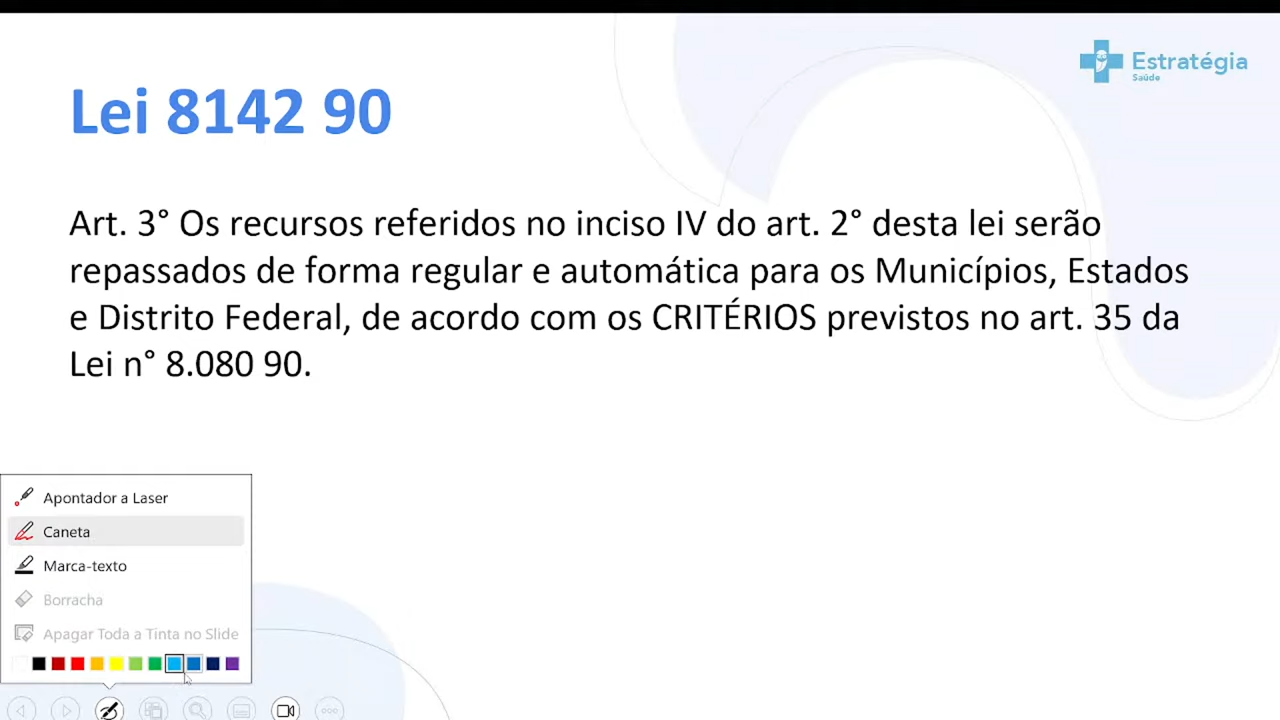 Estratégia
Saúde
Lei 8142 90
Art. 3° Os recursos referidos no inciso IV do art. 2° desta lei serão
repassados de forma regular e automática para os Municípios, Estados
e Distrito Federal, de acordo com os CRITÉRIOS previstos no art. 35 da
Lei n° 8.080 90.
Apontador a Laser
Caneta
Marca-texto
Borracha
Apagar Toda a Tinta no Slide